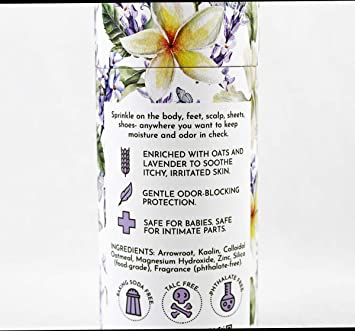 Sprinkle on the body, feet, scalp, sheets,
shoes- anywhere you want to keep
moisture and odor in check.
ENRICHED WITH OATS AND
LAVENDER TO SOOTHE
ITCHY, IRRITATED SKIN.
GENTLE ODOR-BLOCKING
PROTECTION.
SAFE FOR BABIES. SAFE
FOR INTIMATE PARTS.
INGREDIENTS: Arrowroot, Kaolin, Colloidal
Oatmeal, Magnesium Hydroxide, Zinc, Silica
(food-grade), Fragrance (phthalate-free).
BAKING SODA FREE.
TALC FREE.
PHTHALATE FREE.